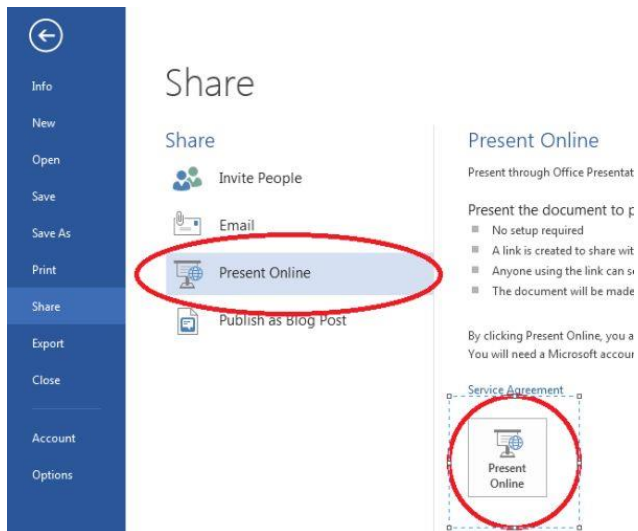 Info
New
Open
Save
Save As
Print
Share
Export
Close
Account
Options
Share
Share
Invite People
Email
Present Online
Publish as Blog Post
Present Online
Present through Office Presentat
Present the document to p
No setup required
A link is created to share wit
Anyone using the link can se
The document will be made
By clicking Present Online, you a
You will need a Microsoft accour
Service Agreement
Present
Online